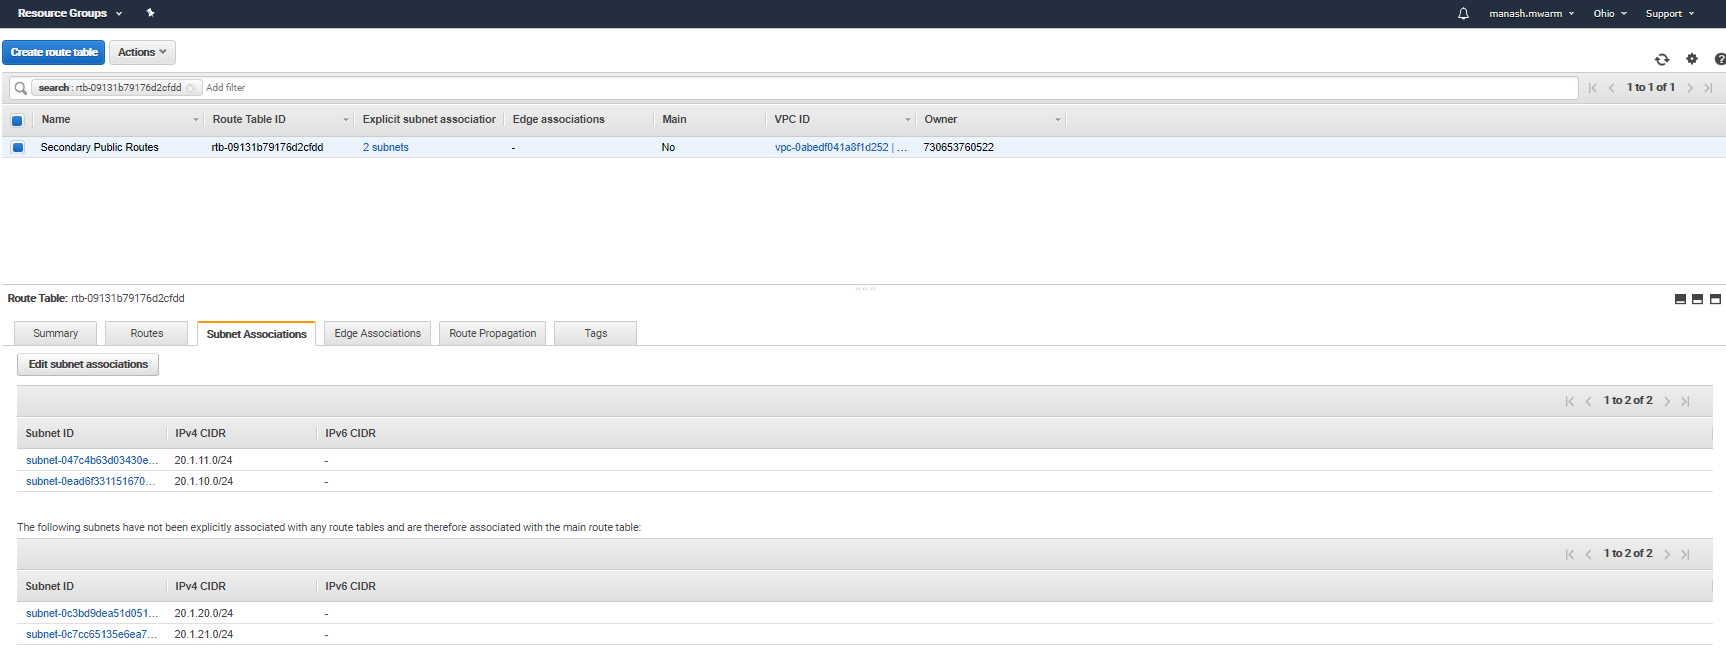 Resource Groups manash.mwarm Ohio Support
Create route table Actions
search : rtb-09131b79176d2cfdd Add filter 1 to 1 of 1
Name Route Table ID Explicit subnet association Edge associations Main VPC ID Owner
Secondary Public Routes rtb-09131b79176d2cfdd 2 subnets - No vpc-0abedf041a8f1d252 | ... 730653760522
Route Table: rtb-09131b79176d2cfdd
Summary Routes Subnet Associations Edge Associations Route Propagation Tags
Edit subnet associations
1 to 2 of 2
Subnet ID IPv4 CIDR IPv6 CIDR
subnet-047c4b63d03430e... 20.1.11.0/24 -
subnet-0ead6f331151670... 20.1.10.0/24 -
The following subnets have not been explicitly associated with any route tables and are therefore associated with the main route table:
1 to 2 of 2
Subnet ID IPv4 CIDR IPv6 CIDR
subnet-0c3bd9dea51d051... 20.1.20.0/24 -
subnet-0c7cc65135e6ea7... 20.1.21.0/24 -